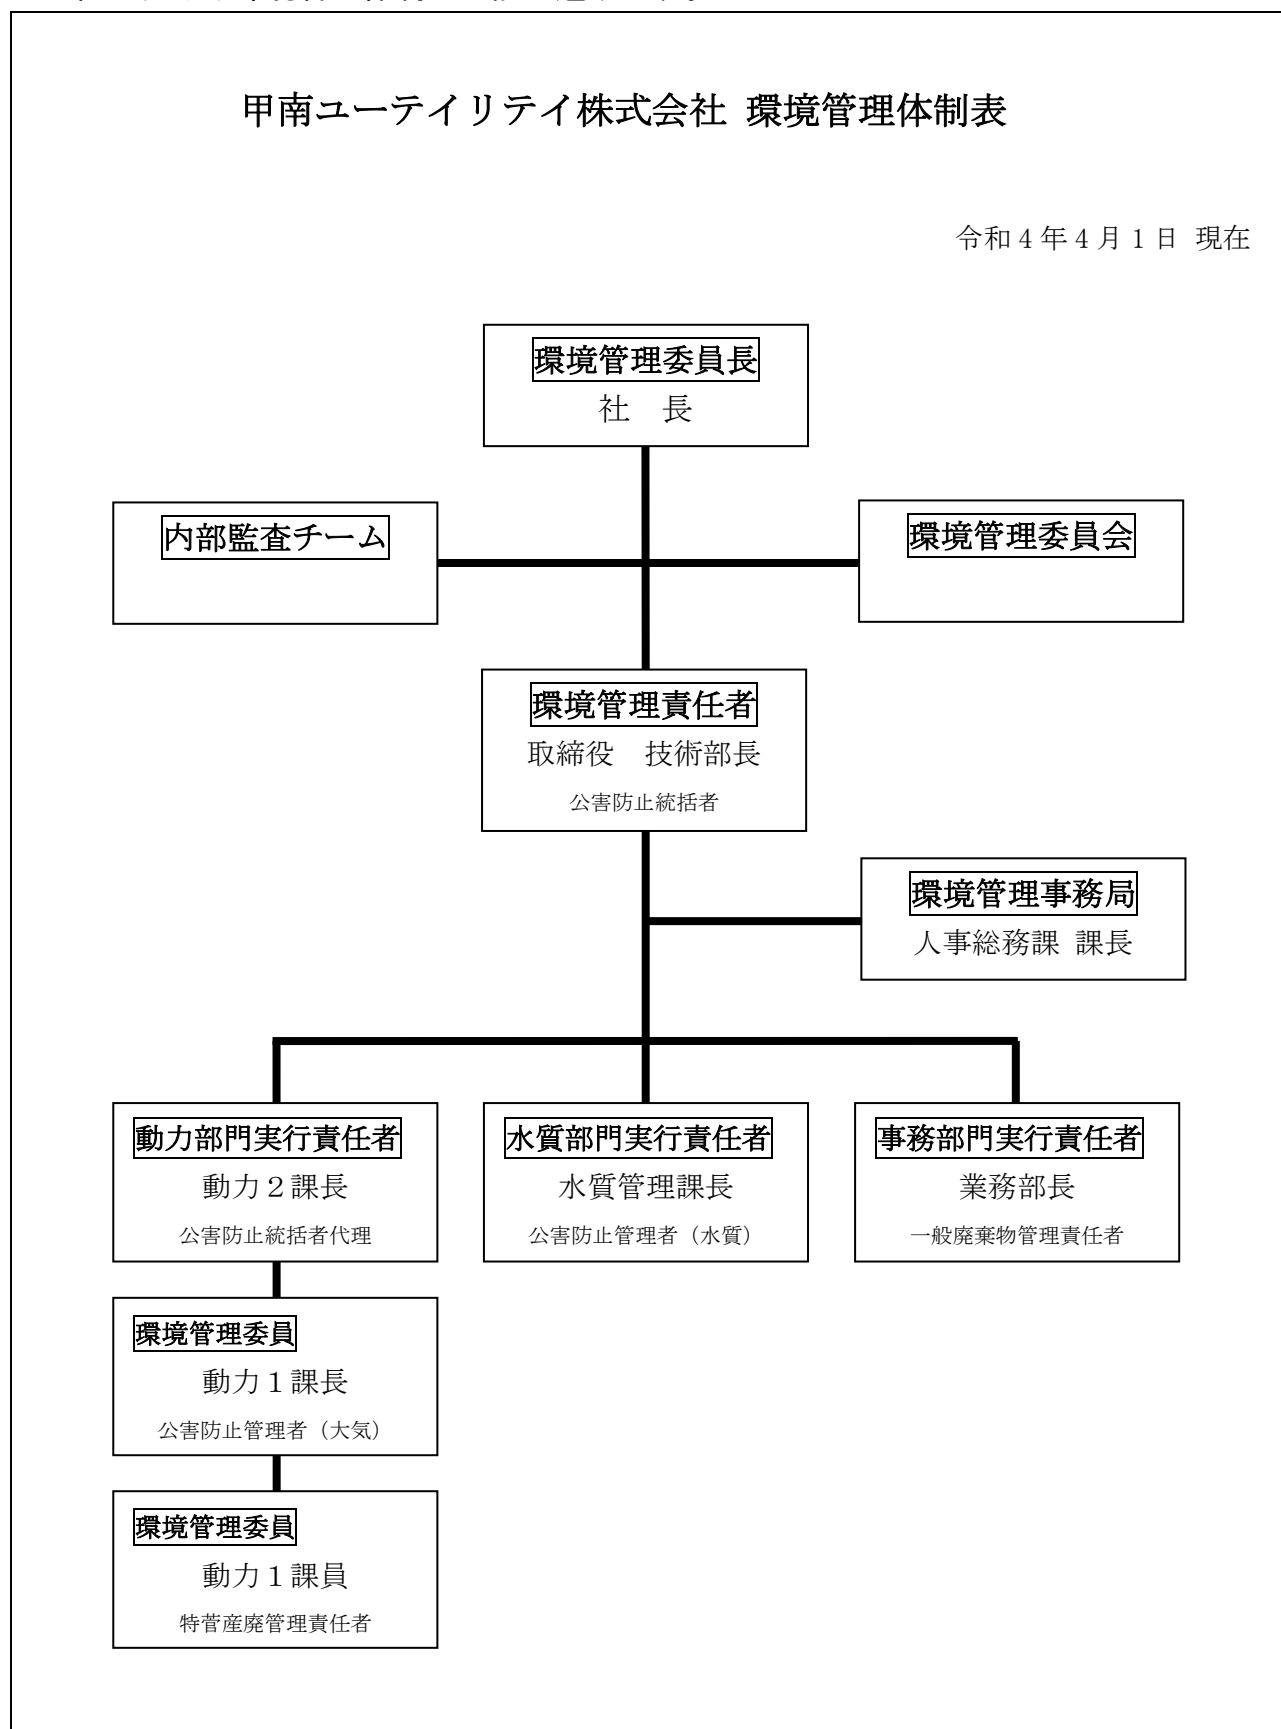 甲南ユーテイリテイ株式会社 環境管理体制表
令和4年4月1日 現在
環境管理委員長
社　長
内部監査チーム
環境管理委員会
環境管理責任者
取締役　技術部長
公害防止統括者
環境管理事務局
人事総務課 課長
動力部門実行責任者
動力２課長
公害防止統括者代理
水質部門実行責任者
水質管理課長
公害防止管理者（水質）
事務部門実行責任者
業務部長
一般廃棄物管理責任者
環境管理委員
動力１課長
公害防止管理者（大気）
環境管理委員
動力１課員
特菅産廃管理責任者